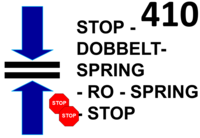 410
STOP -
DOBBELT-
SPRING
- RO - SPRING
- STOP
STOP
STOP